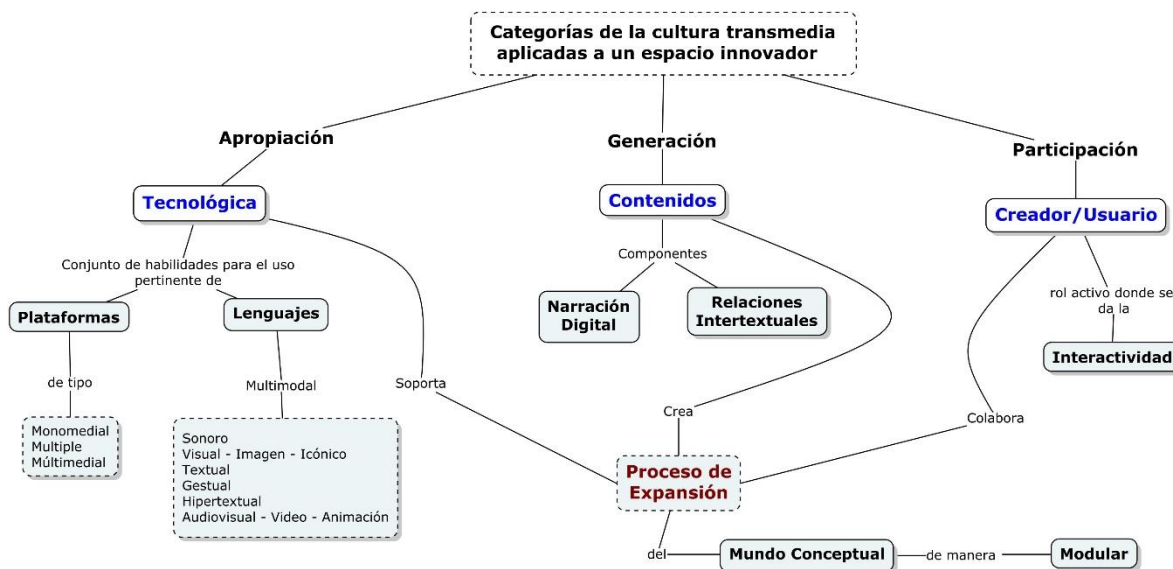 Categorías de la cultura transmedia
aplicadas a un espacio innovador
Apropiación
Generación
Participación
Tecnológica
Contenidos
Creador/Usuario
Conjunto de habilidades para el uso
pertinente de
Componentes
rol activo donde se
da la
Plataformas
Lenguajes
Narración
Digital
Relaciones
Intertextuales
Interactividad
de tipo
Multimodal
Soporta
Crea
Colabora
Monomedial
Multiple
Múltimedial
Sonoro
Visual - Imagen - Icónico
Textual
Gestual
Hipertextual
Audiovisual - Video - Animación
Proceso de
Expansión
del
Mundo Conceptual
de manera
Modular